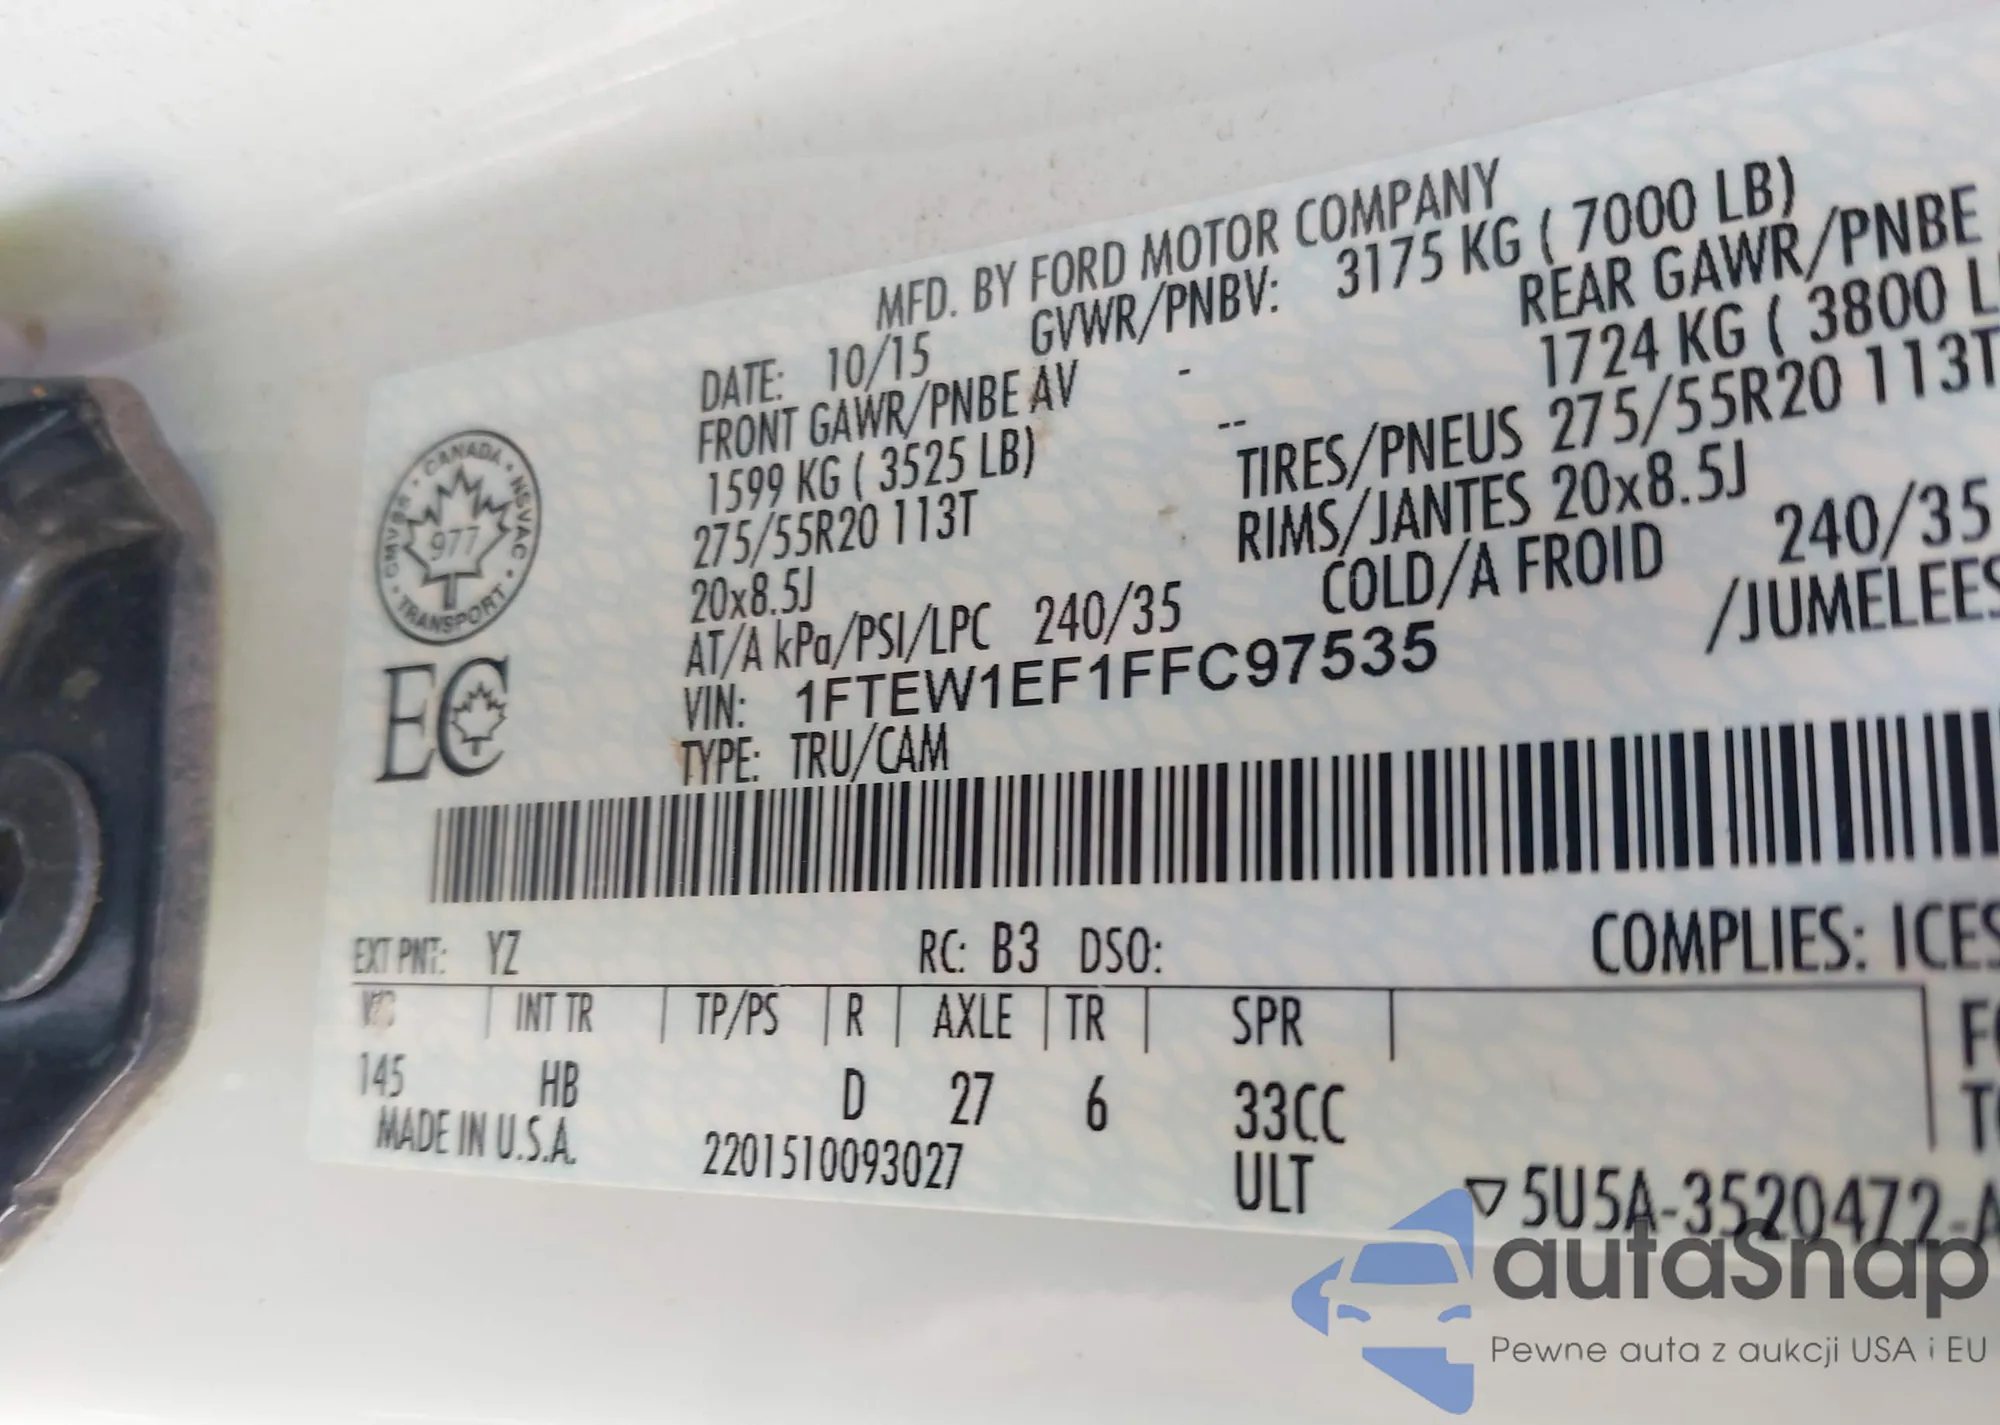 MFD. BY FORD MOTOR COMPANY
DATE: 10/15 GVWR/PNBV: 3175 KG ( 7000 LB)
FRONT GAWR/PNBE AV - REAR GAWR/PNBE
1599 KG ( 3525 LB) -- 1724 KG ( 3800 L
275/55R20 113T TIRES/PNEUS 275/55R20 113T
20x8.5J RIMS/JANTES 20x8.5J
AT/A kPa/PSI/LPC 240/35 COLD/A FROID 240/35
VIN: 1FTEW1EF1FFC97535 /JUMELEES
TYPE: TRU/CAM
CANADA · NSVAC · TRANSPORT · CMVSS
977
EC
EXT PNT: YZ RC: B3 DSO: COMPLIES: ICES
INT TR TP/PS R AXLE TR SPR
145 HB D 27 6 33CC
MADE IN U.S.A. 2201510093027 ULT
▽5U5A-3520472-A
autaSnap
Pewne auta z aukcji USA i EU